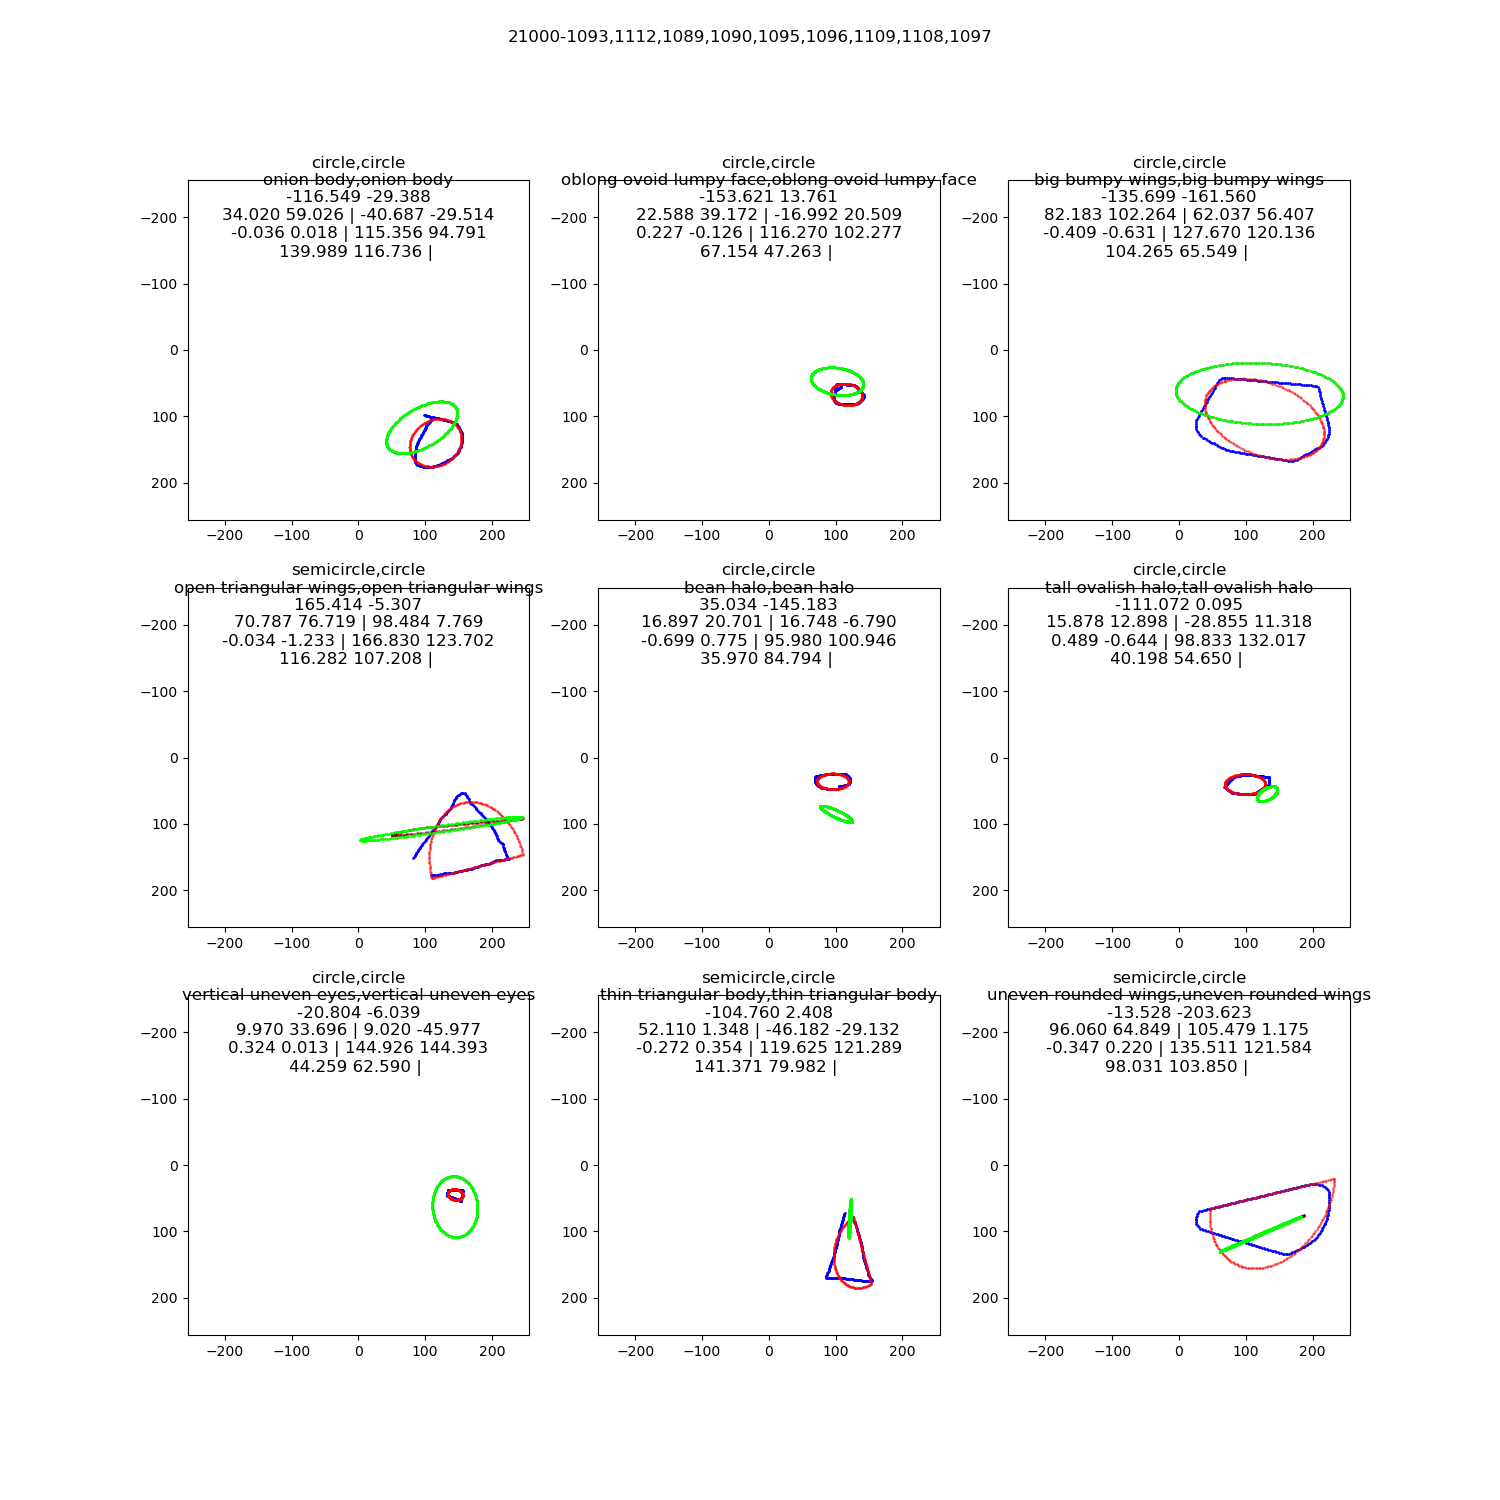 21000-1093,1112,1089,1090,1095,1096,1109,1108,1097
circle,circle
onion body,onion body
-116.549 -29.388
34.020 59.026 | -40.687 -29.514
-0.036 0.018 | 115.356 94.791
139.989 116.736 |
−200
−100
0
100
200
−200 −100 0 100 200
circle,circle
oblong ovoid lumpy face,oblong ovoid lumpy face
-153.621 13.761
22.588 39.172 | -16.992 20.509
0.227 -0.126 | 116.270 102.277
67.154 47.263 |
−200
−100
0
100
200
−200 −100 0 100 200
circle,circle
big bumpy wings,big bumpy wings
-135.699 -161.560
82.183 102.264 | 62.037 56.407
-0.409 -0.631 | 127.670 120.136
104.265 65.549 |
−200
−100
0
100
200
−200 −100 0 100 200
semicircle,circle
open triangular wings,open triangular wings
165.414 -5.307
70.787 76.719 | 98.484 7.769
-0.034 -1.233 | 166.830 123.702
116.282 107.208 |
−200
−100
0
100
200
−200 −100 0 100 200
circle,circle
bean halo,bean halo
35.034 -145.183
16.897 20.701 | 16.748 -6.790
-0.699 0.775 | 95.980 100.946
35.970 84.794 |
−200
−100
0
100
200
−200 −100 0 100 200
circle,circle
tall ovalish halo,tall ovalish halo
-111.072 0.095
15.878 12.898 | -28.855 11.318
0.489 -0.644 | 98.833 132.017
40.198 54.650 |
−200
−100
0
100
200
−200 −100 0 100 200
circle,circle
vertical uneven eyes,vertical uneven eyes
-20.804 -6.039
9.970 33.696 | 9.020 -45.977
0.324 0.013 | 144.926 144.393
44.259 62.590 |
−200
−100
0
100
200
−200 −100 0 100 200
semicircle,circle
thin triangular body,thin triangular body
-104.760 2.408
52.110 1.348 | -46.182 -29.132
-0.272 0.354 | 119.625 121.289
141.371 79.982 |
−200
−100
0
100
200
−200 −100 0 100 200
semicircle,circle
uneven rounded wings,uneven rounded wings
-13.528 -203.623
96.060 64.849 | 105.479 1.175
-0.347 0.220 | 135.511 121.584
98.031 103.850 |
−200
−100
0
100
200
−200 −100 0 100 200